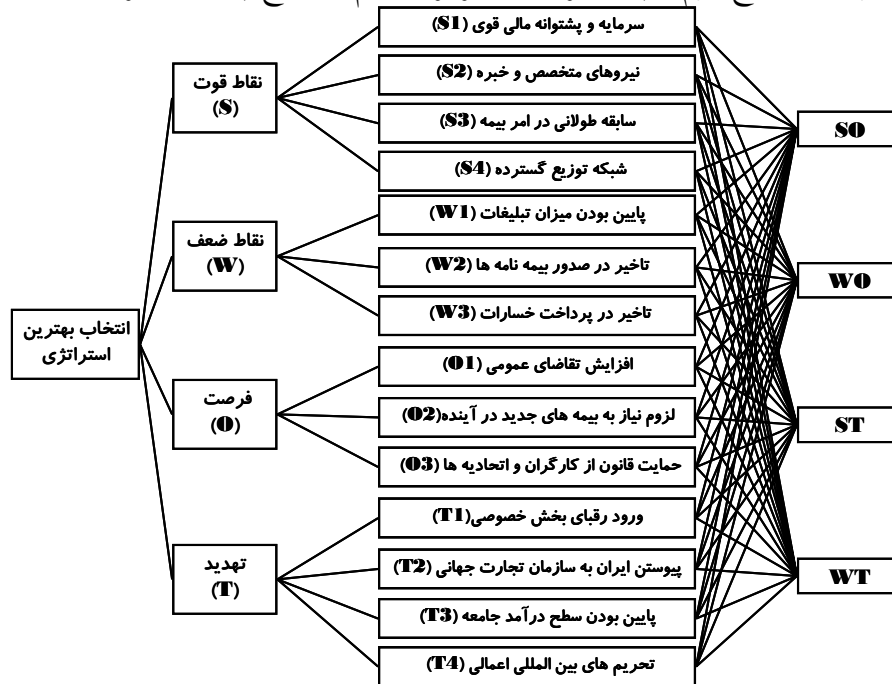 سرمایه و پشتوانه مالی قوی (S1)
نیروهای متخصص و خبره (S2)
سابقه طولانی در امر بیمه (S3)
شبکه توزیع گسترده (S4)
پایین بودن میزان تبلیغات (W1)
تاخیر در صدور بیمه نامه ها (W2)
تاخیر در پرداخت خسارات (W3)
افزایش تقاضای عمومی (O1)
لزوم نیاز به بیمه های جدید در آینده(O2)
حمایت قانون از کارگران و اتحادیه ها (O3)
ورود رقبای بخش خصوصی(T1)
پیوستن ایران به سازمان تجارت جهانی (T2)
پایین بودن سطح درآمد جامعه (T3)
تحریم های بین المللی اعمالی (T4)
نقاط قوت
(S)
نقاط ضعف
(W)
فرصت
(O)
تهدید
(T)
انتخاب بهترین
استراتژی
SO
WO
ST
WT